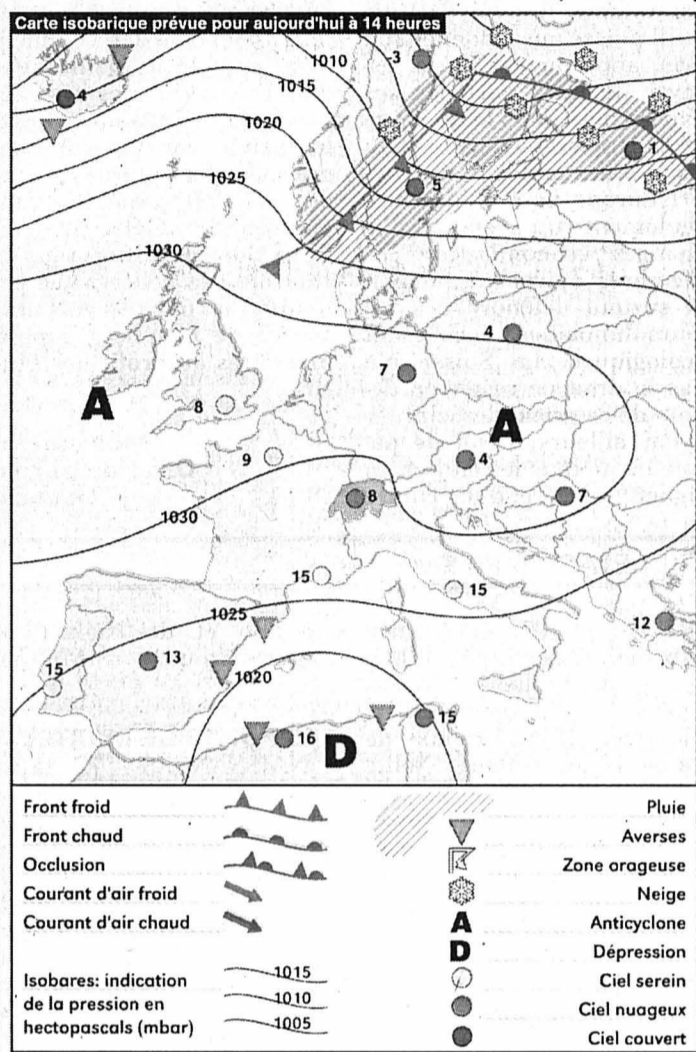 Carte isobarique prévue pour aujourd'hui à 14 heures
1010
-3
1015
4
1020
1
5
1025
1030
4
7
A
8
A
9
4
8
7
1030
15
15
1025
12
13
15
1020
15
16
D
Front froid
Front chaud
Occlusion
Courant d'air froid
Courant d'air chaud
Isobares: indication
de la pression en
hectopascals (mbar)
1015
1010
1005
Pluie
Averses
Zone orageuse
Neige
A Anticyclone
D Dépression
Ciel serein
Ciel nuageux
Ciel couvert